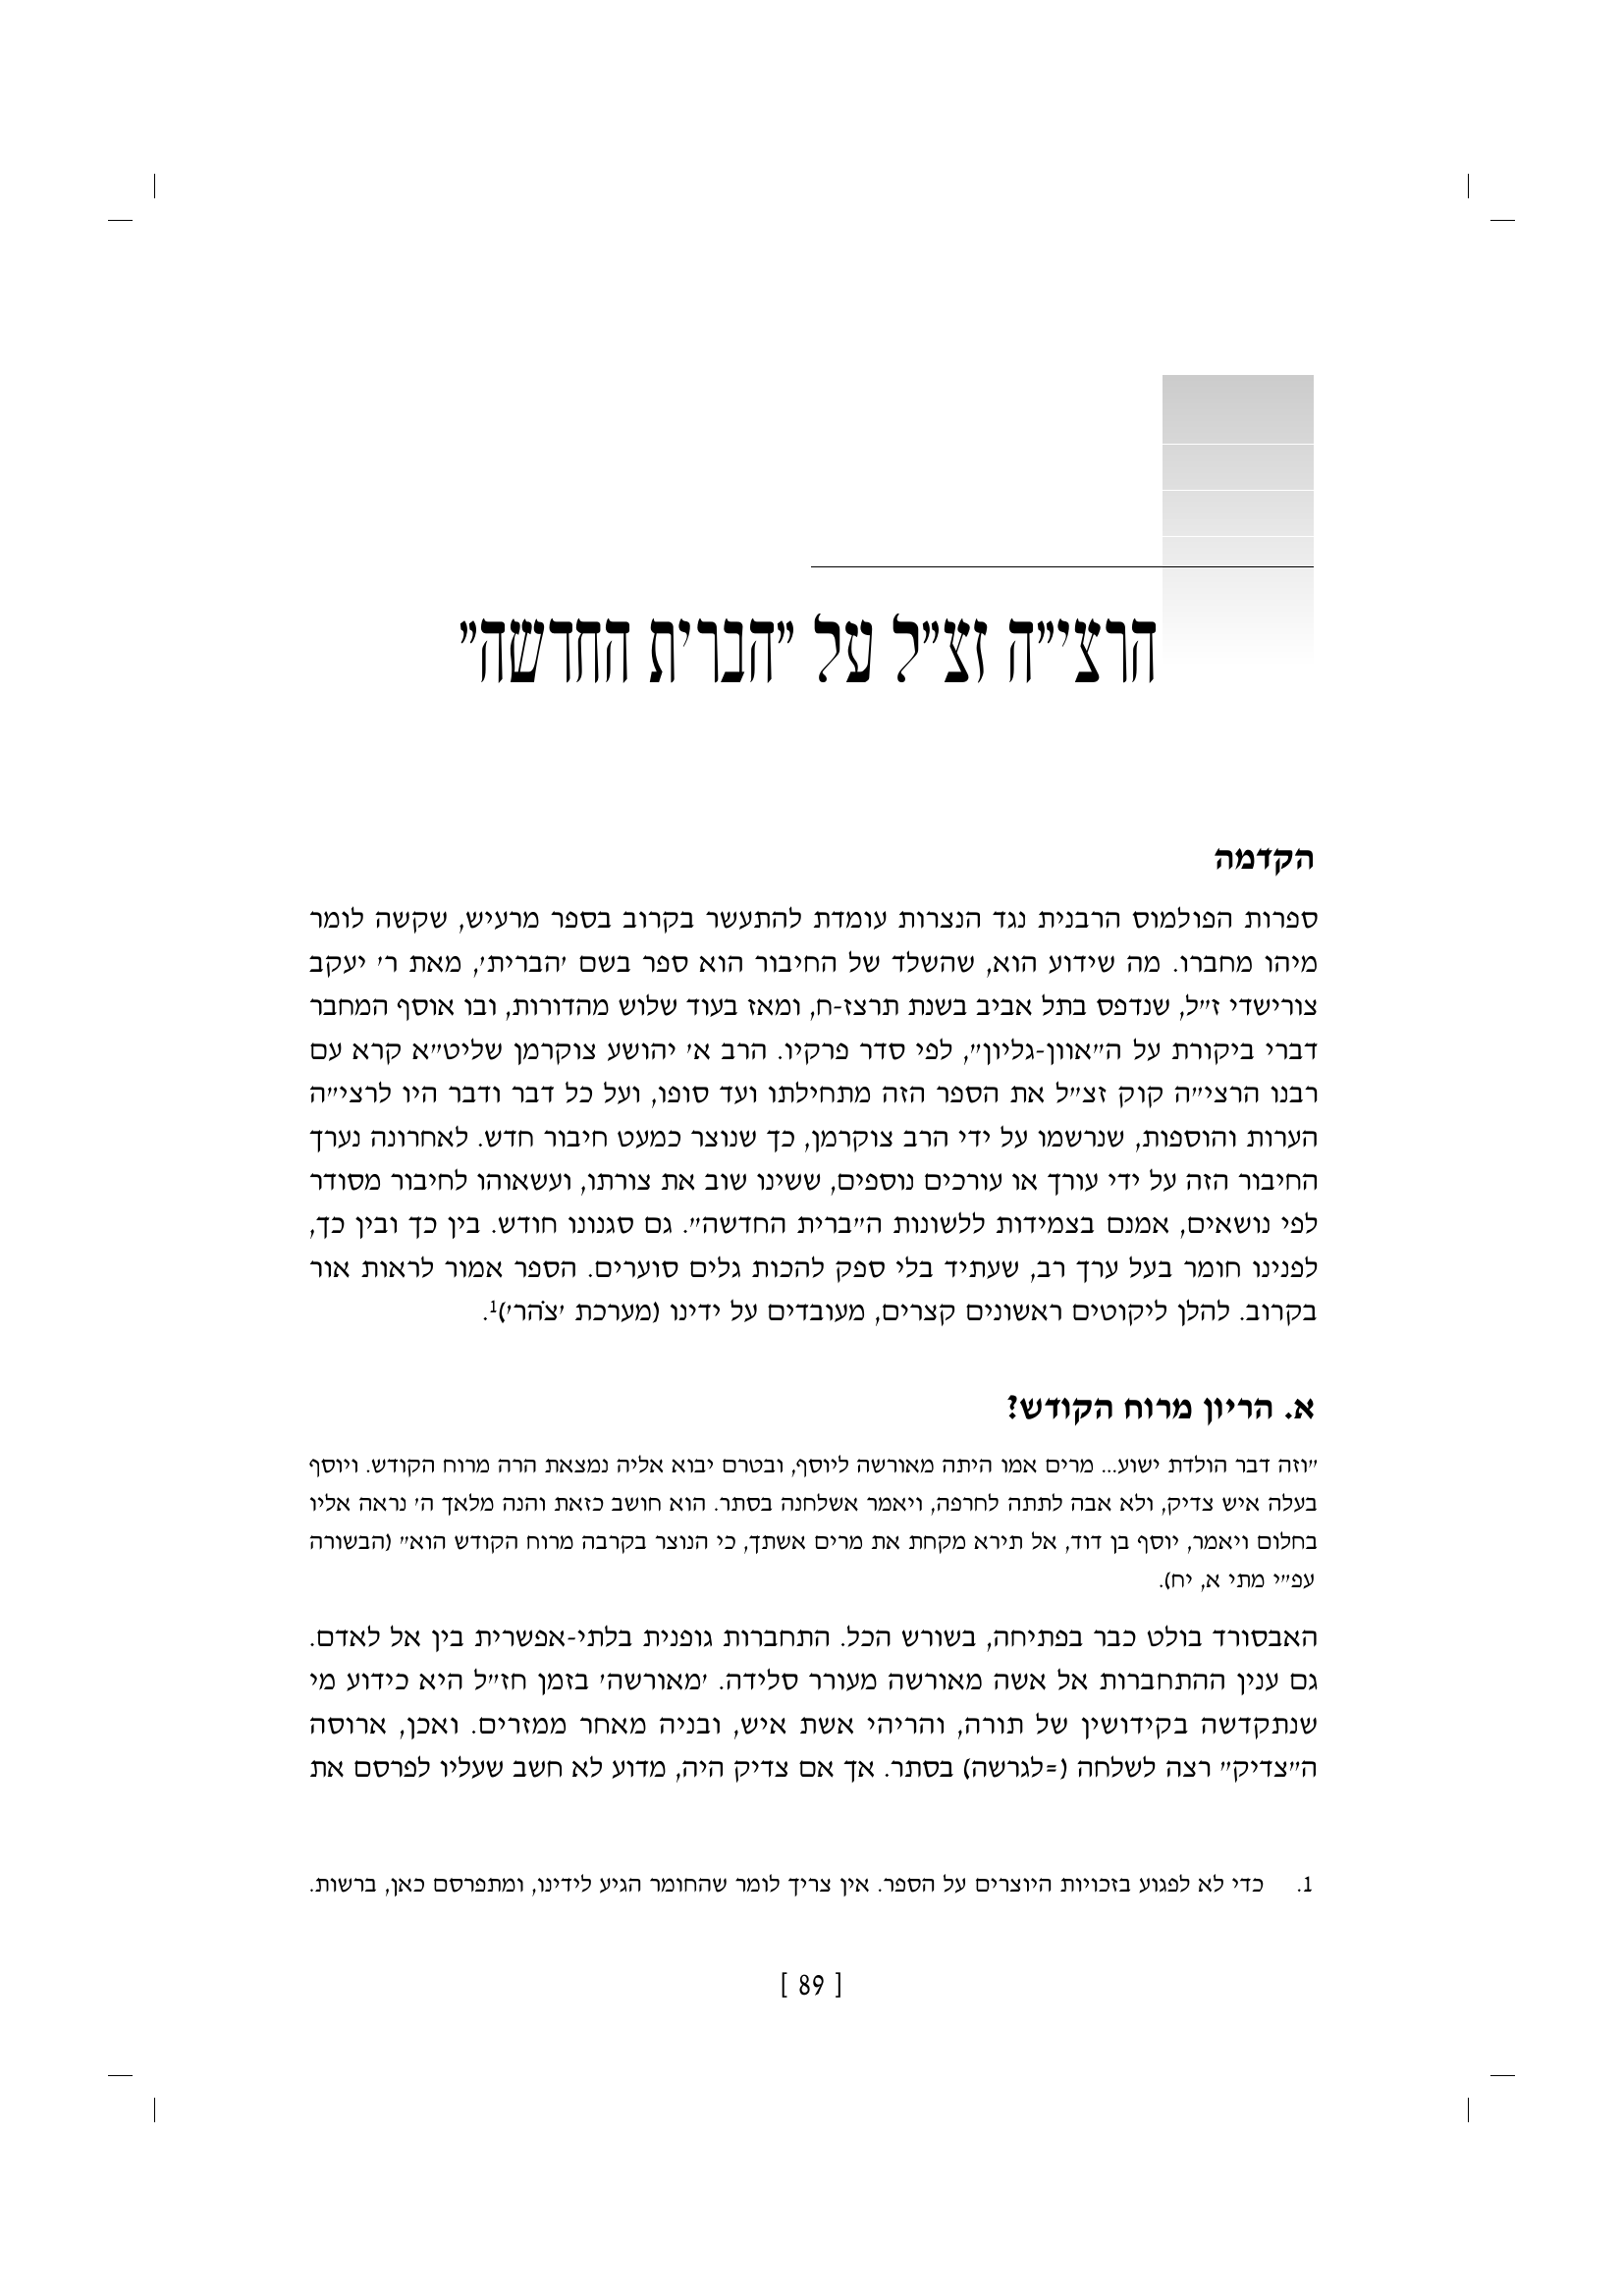 הרצי"ה זצ"ל על "הברית החדשה"
הקדמה
ספרות הפולמוס הרבנית נגד הנצרות עומדת להתעשר בקרוב בספר מרעיש, שקשה לומר
מיהו מחברו. מה שידוע הוא, שהשלד של החיבור הוא ספר בשם 'הברית', מאת ר' יעקב
צורישדי ז"ל, שנדפס בתל אביב בשנת תרצז-ח, ומאז בעוד שלוש מהדורות, ובו אוסף המחבר
דברי ביקורת על ה"אוון-גליון", לפי סדר פרקיו. הרב א' יהושע צוקרמן שליט"א קרא עם
רבנו הרצי"ה קוק זצ"ל את הספר הזה מתחילתו ועד סופו, ועל כל דבר ודבר היו לרצי"ה
הערות והוספות, שנרשמו על ידי הרב צוקרמן, כך שנוצר כמעט חיבור חדש. לאחרונה נערך
החיבור הזה על ידי עורך או עורכים נוספים, ששינו שוב את צורתו, ועשאוהו לחיבור מסודר
לפי נושאים, אמנם בצמידות ללשונות ה"ברית החדשה". גם סגנונו חודש. בין כך ובין כך,
לפנינו חומר בעל ערך רב, שעתיד בלי ספק להכות גלים סוערים. הספר אמור לראות אור
בקרוב. להלן ליקוטים ראשונים קצרים, מעובדים על ידינו (מערכת 'צֹהר')1.
א. הריון מרוח הקודש?
"וזה דבר הולדת ישוע... מרים אמו היתה מאורשה ליוסף, ובטרם יבוא אליה נמצאת הרה מרוח הקודש. ויוסף
בעלה איש צדיק, ולא אבה לתתה לחרפה, ויאמר אשלחנה בסתר. הוא חושב כזאת והנה מלאך ה' נראה אליו
בחלום ויאמר, יוסף בן דוד, אל תירא מקחת את מרים אשתך, כי הנוצר בקרבה מרוח הקודש הוא" (הבשורה
עפ"י מתי א, יח).
האבסורד בולט כבר בפתיחה, בשורש הכל. התחברות גופנית בלתי-אפשרית בין אל לאדם.
גם ענין ההתחברות אל אשה מאורשה מעורר סלידה. 'מאורשה' בזמן חז"ל היא כידוע מי
שנתקדשה בקידושין של תורה, והריהי אשת איש, ובניה מאחר ממזרים. ואכן, ארוסה
ה"צדיק" רצה לשלחה (=לגרשה) בסתר. אך אם צדיק היה, מדוע לא חשב שעליו לפרסם את
1. כדי לא לפגוע בזכויות היוצרים על הספר. אין צריך לומר שהחומר הגיע לידינו, ומתפרסם כאן, ברשות.
[ 89 ]